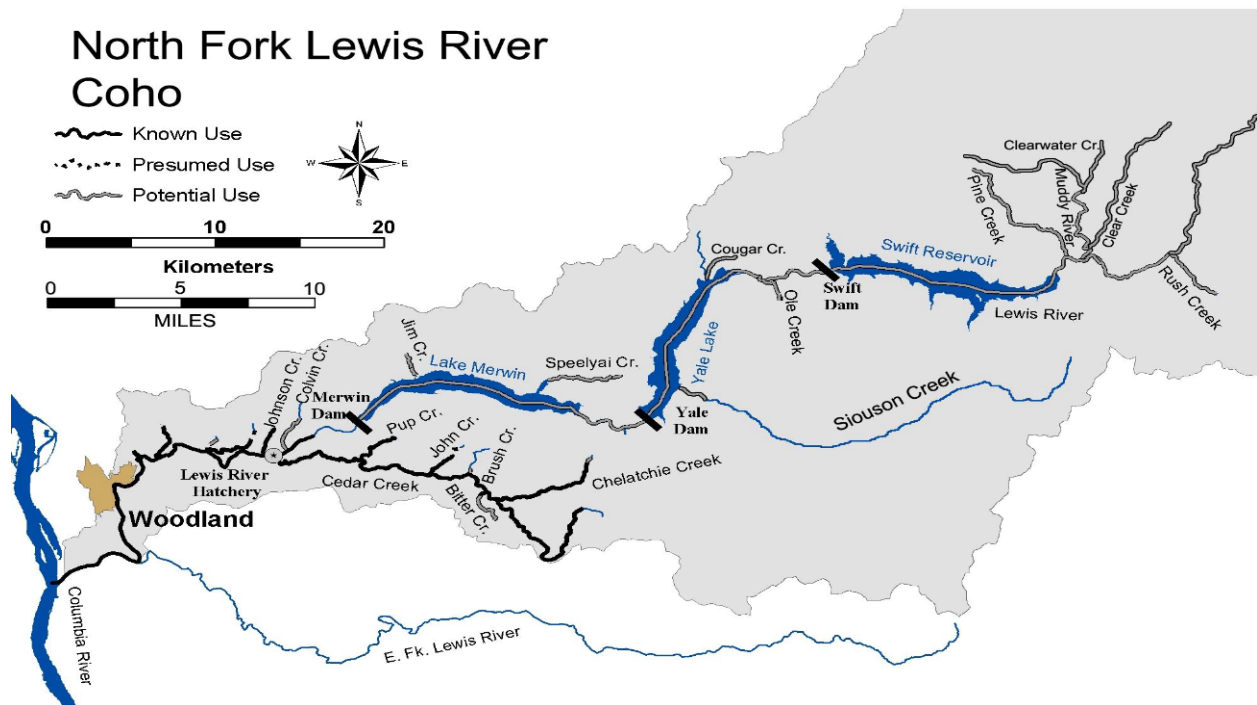 North Fork Lewis River
Coho
Known Use
Presumed Use
Potential Use
N
W
E
S
0 10 20
Kilometers
0 5 10
MILES
Clearwater Cr.
Pine Creek
Muddy River
Clear Creek
Rush Creek
Cougar Cr.
Swift Reservoir
Swift
Dam
Ole Creek
Lewis River
Jim Cr.
Lake Merwin
Speelyai Cr.
Yale Lake
Johnson Cr.
Colvin Cr.
Merwin
Dam
Yale
Dam
Siouson Creek
Pup Cr.
John Cr.
Brush Cr.
Lewis River
Hatchery
Cedar Creek
Bitter Cr.
Chelatchie Creek
Woodland
Columbia River
E. Fk. Lewis River